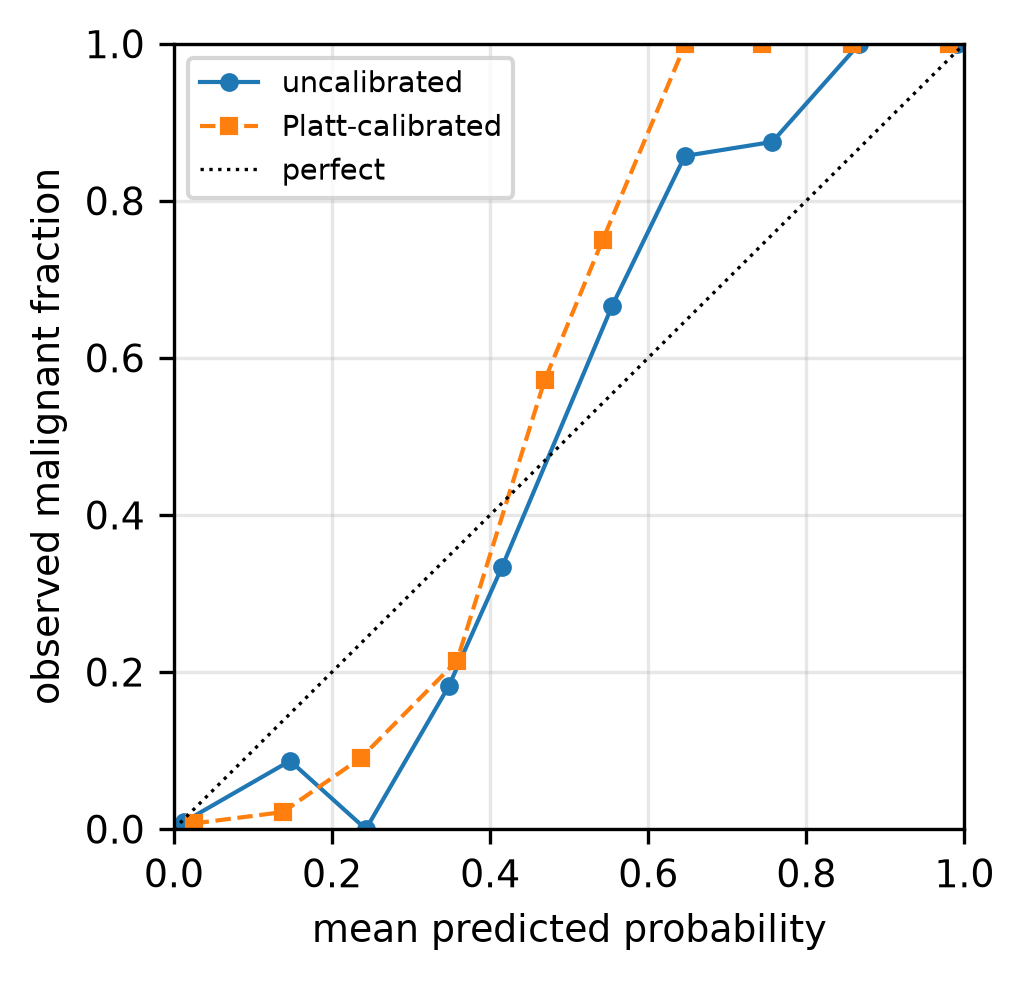 uncalibrated
Platt-calibrated
perfect
observed malignant fraction
1.0
0.8
0.6
0.4
0.2
0.0
0.0 0.2 0.4 0.6 0.8 1.0
mean predicted probability